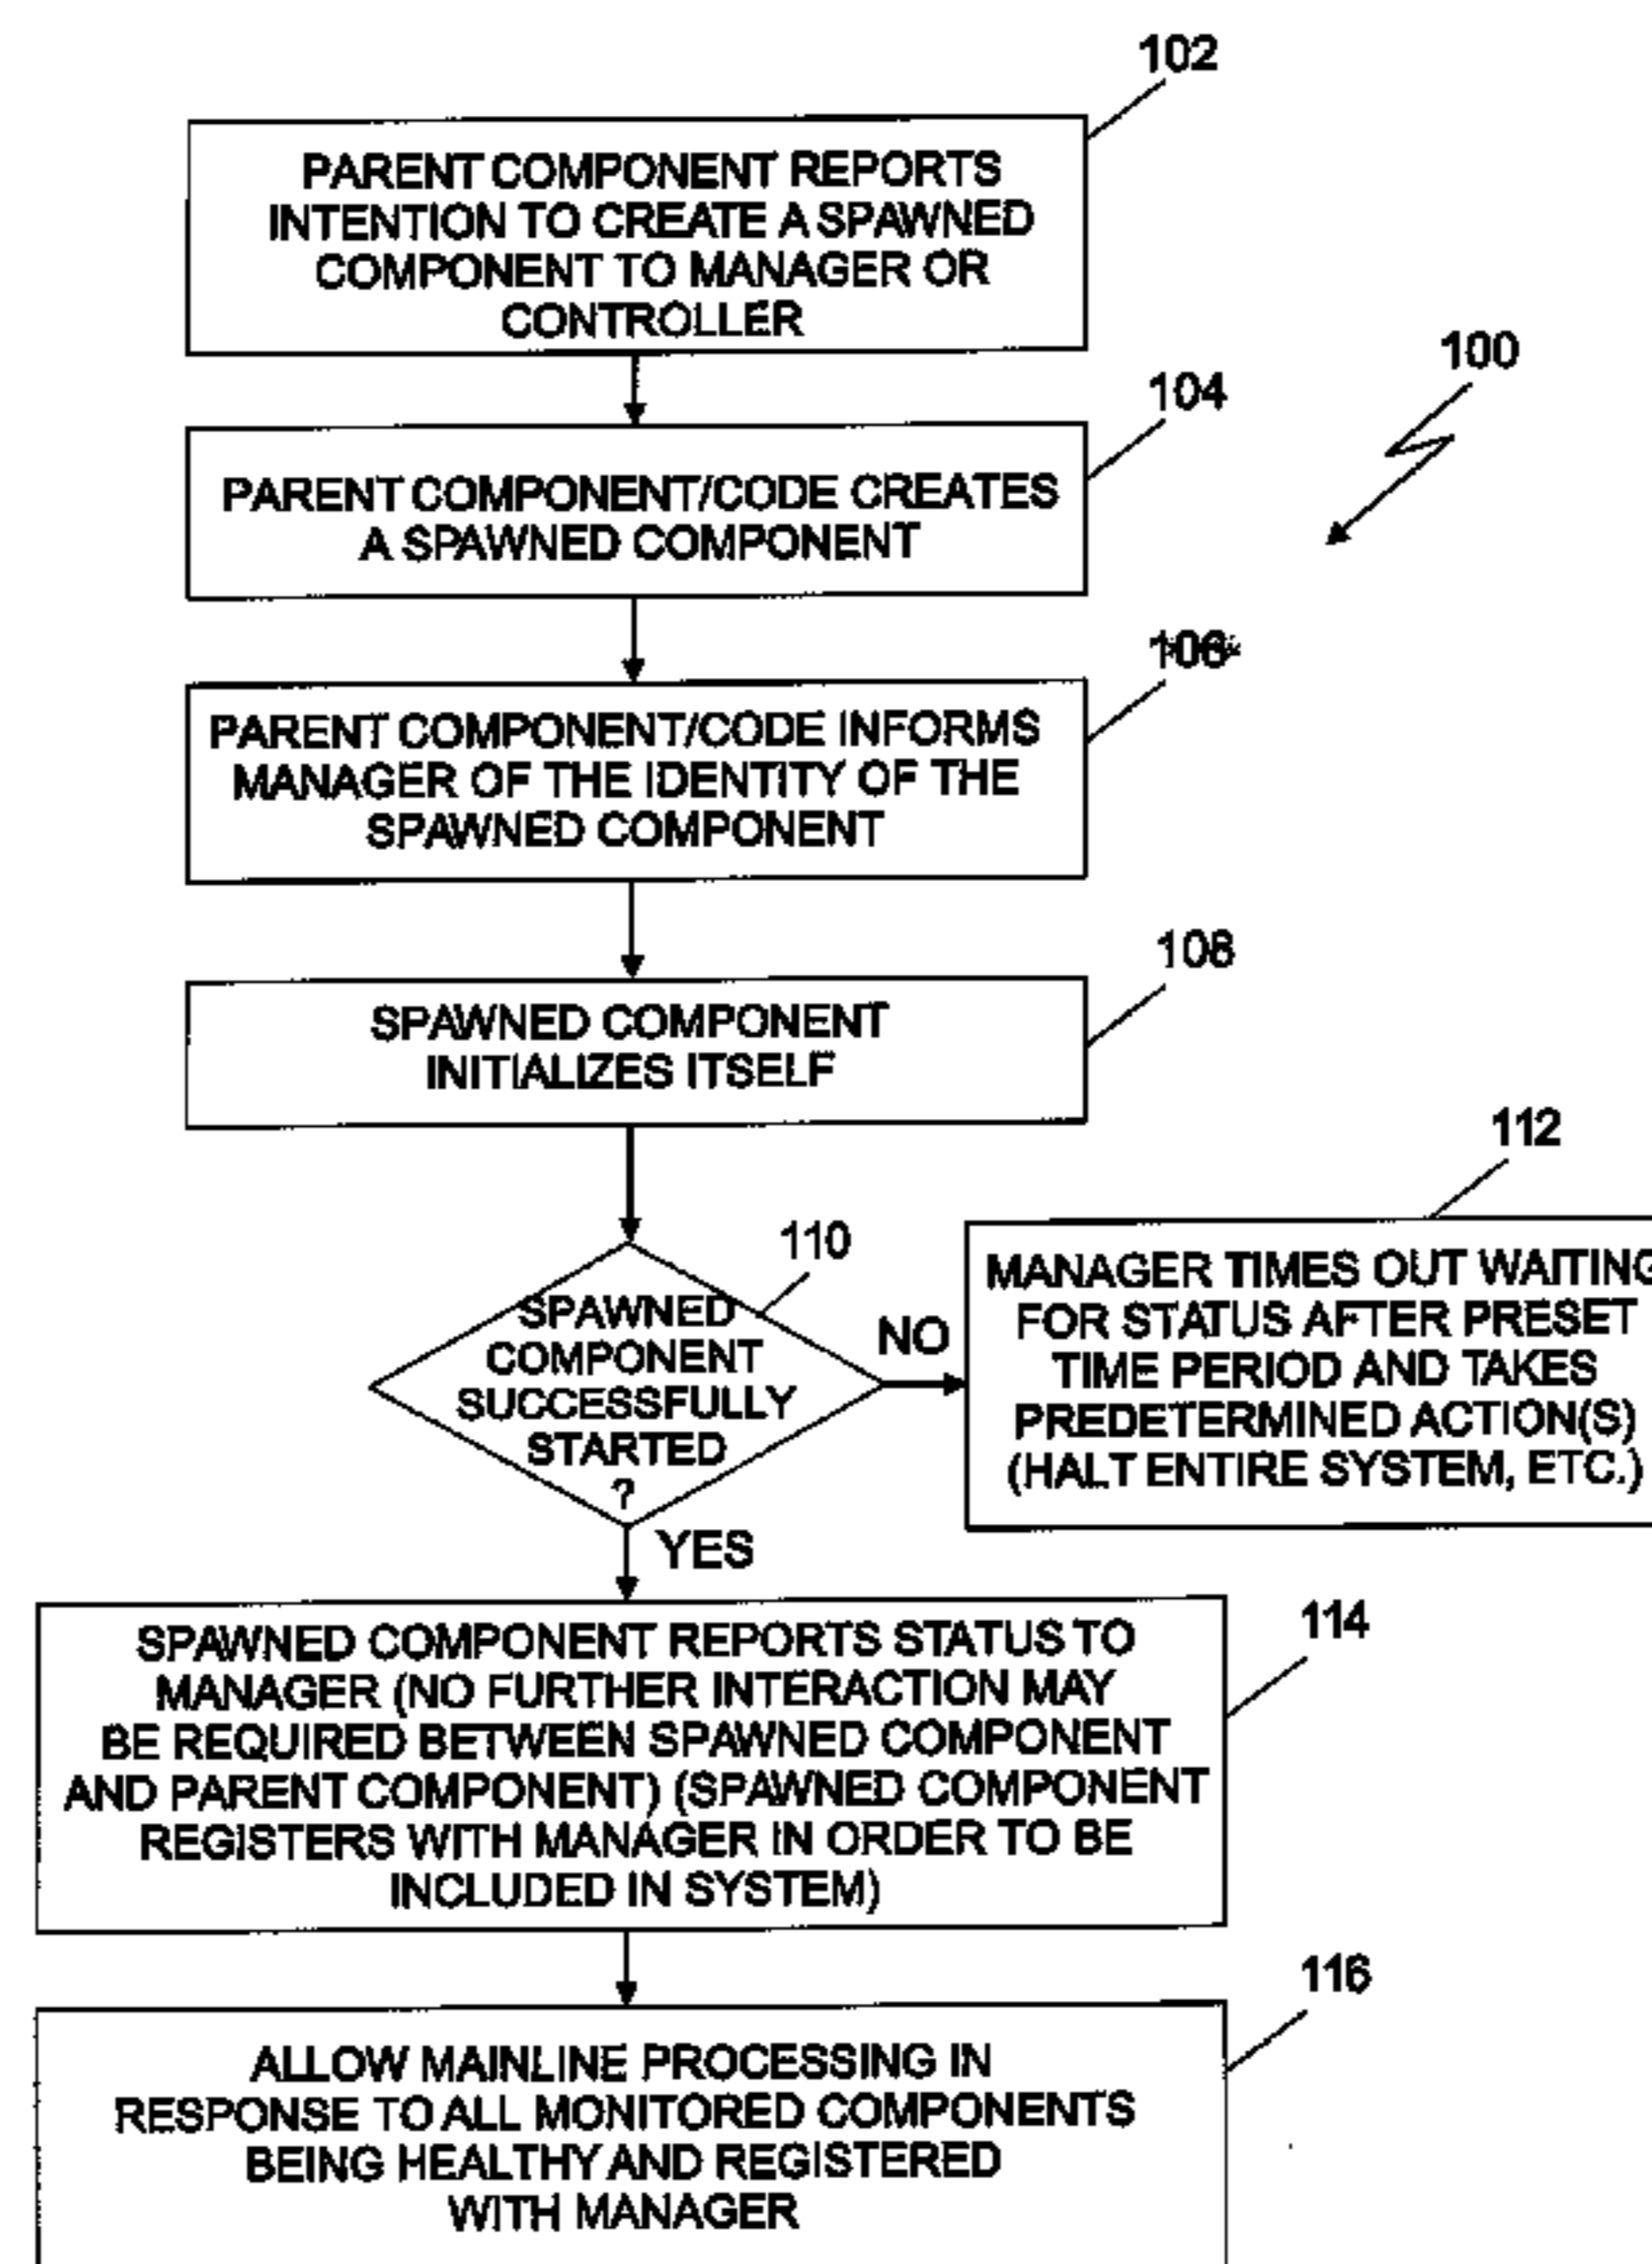 102
PARENT COMPONENT REPORTS
INTENTION TO CREATE A SPAWNED
COMPONENT TO MANAGER OR
CONTROLLER
100
104
PARENT COMPONENT/CODE CREATES
A SPAWNED COMPONENT
106
PARENT COMPONENT/CODE INFORMS
MANAGER OF THE IDENTITY OF THE
SPAWNED COMPONENT
108
SPAWNED COMPONENT
INITIALIZES ITSELF
112
110
SPAWNED
COMPONENT
SUCCESSFULLY
STARTED
?
NO
MANAGER TIMES OUT WAITING
FOR STATUS AFTER PRESET
TIME PERIOD AND TAKES
PREDETERMINED ACTION(S)
(HALT ENTIRE SYSTEM, ETC.)
YES
114
SPAWNED COMPONENT REPORTS STATUS TO
MANAGER (NO FURTHER INTERACTION MAY
BE REQUIRED BETWEEN SPAWNED COMPONENT
AND PARENT COMPONENT) (SPAWNED COMPONENT
REGISTERS WITH MANAGER IN ORDER TO BE
INCLUDED IN SYSTEM)
116
ALLOW MAINLINE PROCESSING IN
RESPONSE TO ALL MONITORED COMPONENTS
BEING HEALTHY AND REGISTERED
WITH MANAGER